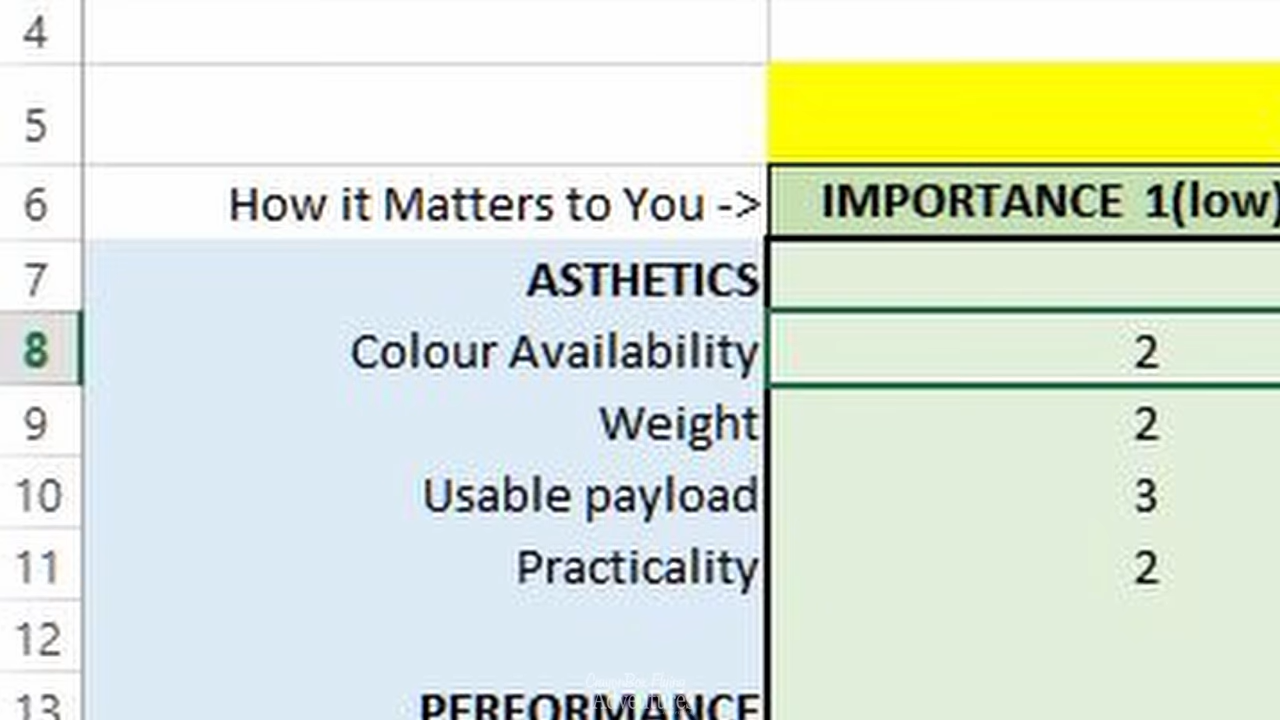 4
5
6 How it Matters to You -> IMPORTANCE 1(low)
7 ASTHETICS
8 Colour Availability 2
9 Weight 2
10 Usable payload 3
11 Practicality 2
12
13 PERFORMANCE
Adventures